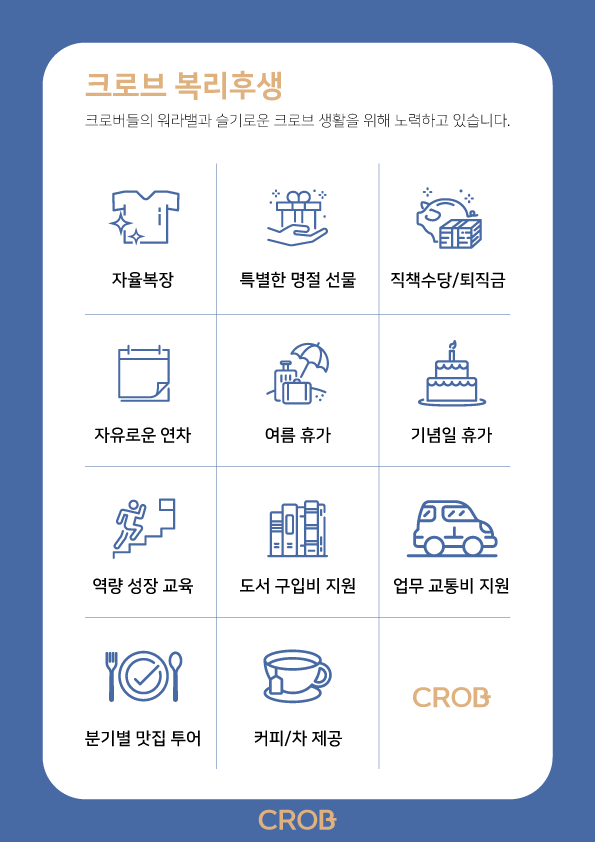 크로브 복리후생
크로버들의 워라밸과 슬기로운 크로브 생활을 위해 노력하고 있습니다.
자율복장
특별한 명절 선물
직책수당/퇴직금
자유로운 연차
여름 휴가
기념일 휴가
역량 성장 교육
도서 구입비 지원
업무 교통비 지원
분기별 맛집 투어
커피/차 제공
CROB
CROB